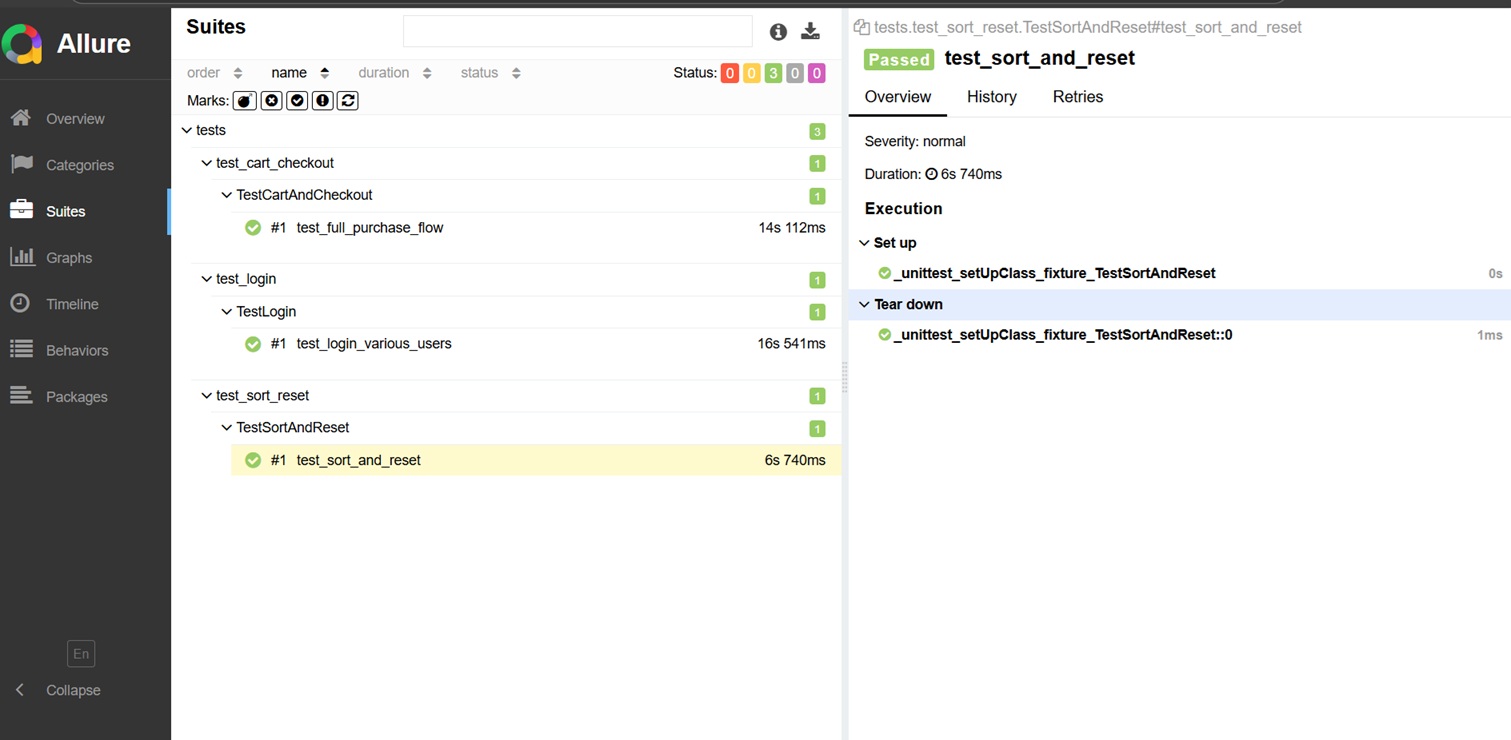 Allure
Overview
Categories
Suites
Graphs
Timeline
Behaviors
Packages
En
Collapse
Suites
order name duration status Status: 0 0 3 0 0
Marks:
tests 3
test_cart_checkout 1
TestCartAndCheckout 1
#1 test_full_purchase_flow 14s 112ms
test_login 1
TestLogin 1
#1 test_login_various_users 16s 541ms
test_sort_reset 1
TestSortAndReset 1
#1 test_sort_and_reset 6s 740ms
tests.test_sort_reset.TestSortAndReset#test_sort_and_reset
Passed test_sort_and_reset
Overview History Retries
Severity: normal
Duration: 6s 740ms
Execution
Set up
_unittest_setUpClass_fixture_TestSortAndReset 0s
Tear down
_unittest_setUpClass_fixture_TestSortAndReset::0 1ms